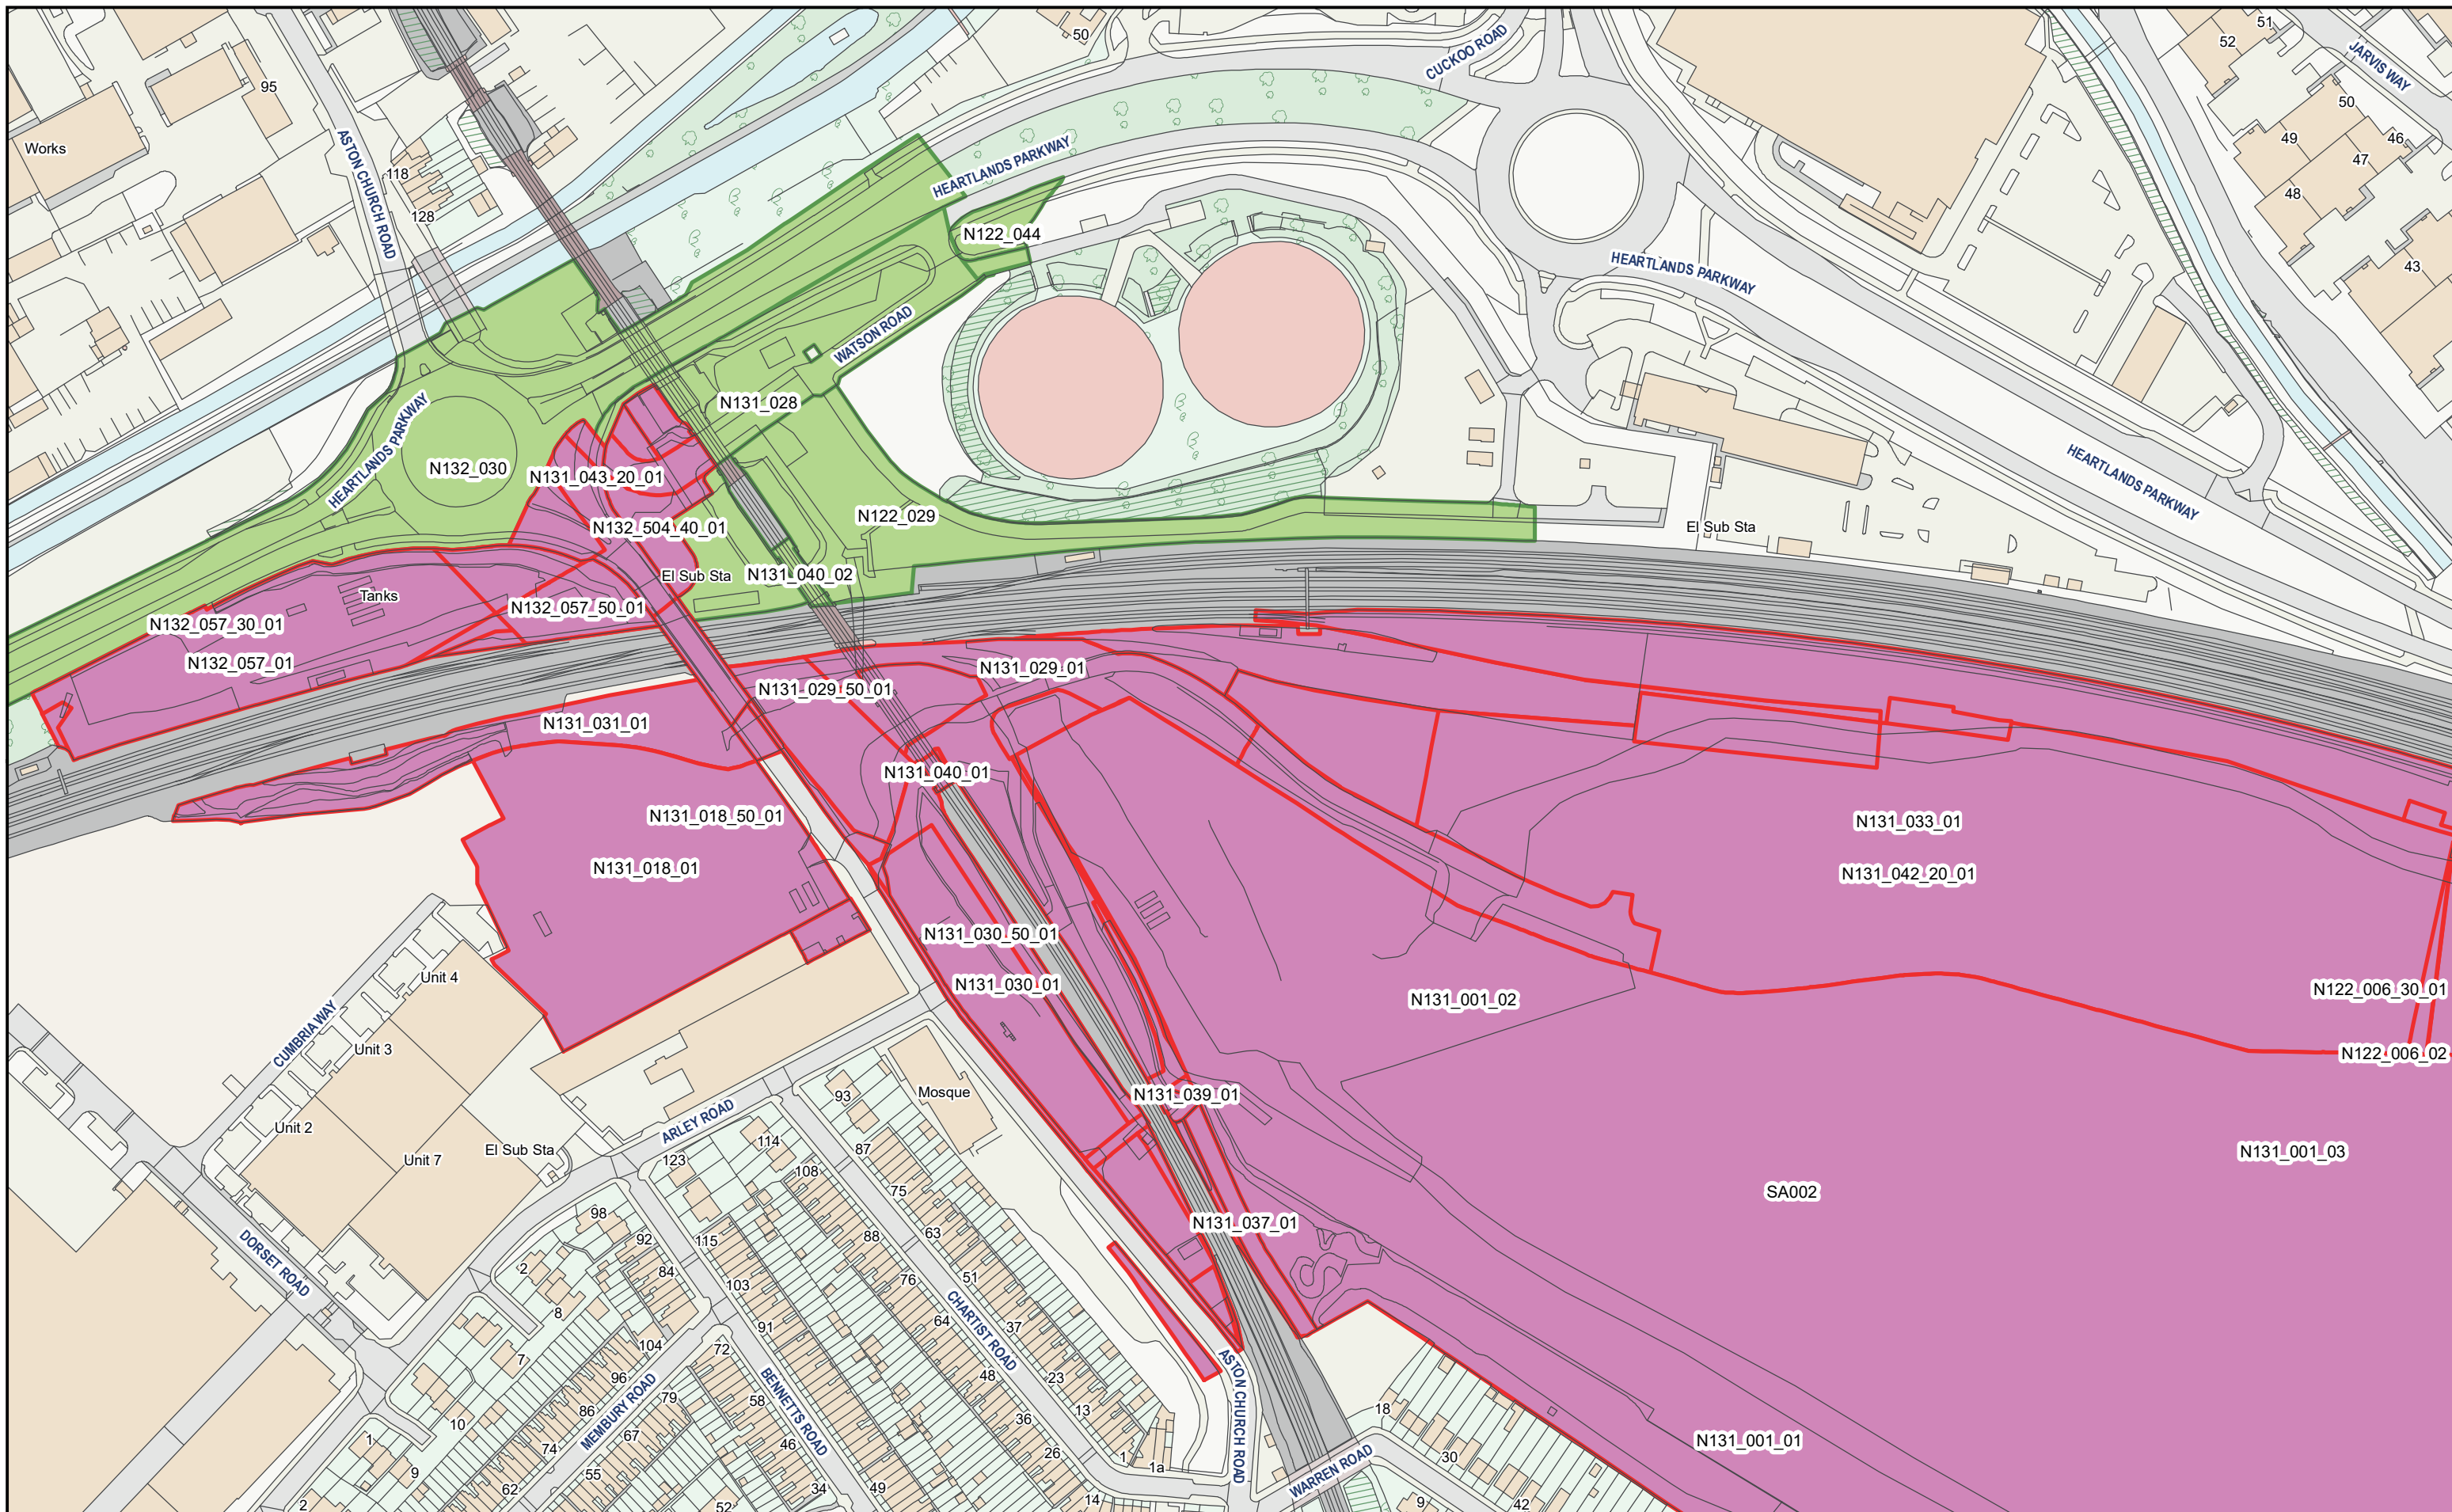 50
CUCKOO ROAD
51
52
JARVIS WAY
95
50
Works
ASTON CHURCH ROAD
49
46
47
118
HEARTLANDS PARKWAY
48
128
N122_044
HEARTLANDS PARKWAY
43
WATSON ROAD
N131_028
HEARTLANDS PARKWAY
N132_030
N131_043_20_01
HEARTLANDS PARKWAY
N122_029
N132_504_40_01
El Sub Sta
El Sub Sta
N131_040_02
Tanks
N132_057_50_01
N132_057_30_01
N132_057_01
N131_029_01
N131_029_50_01
N131_031_01
N131_040_01
N131_018_50_01
N131_033_01
N131_018_01
N131_042_20_01
N131_030_50_01
Unit 4
N131_030_01
N122_006_30_01
N131_001_02
CUMBRIA WAY
Unit 3
N122_006_02
Mosque
93
N131_039_01
ARLEY ROAD
Unit 2
114
El Sub Sta
87
N131_001_03
Unit 7
123
108
75
SA002
98
N131_037_01
63
88
92
115
DORSET ROAD
2
84
51
76
103
8
CHARTIST ROAD
64
37
91
104
72
7
ASTON CHURCH ROAD
BENNETTS ROAD
48
23
96
MEMBURY ROAD
79
58
86
13
18
10
36
67
1
46
N131_001_01
74
26
1
30
1a
9
55
WARREN ROAD
62
34
49
14
2
52
9
42